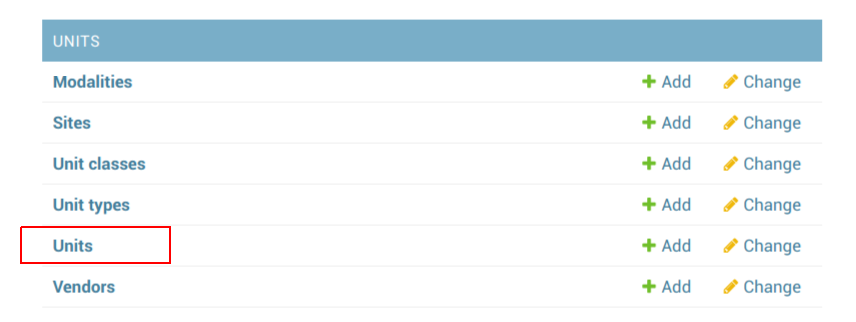 UNITS
Modalities Add Change
Sites Add Change
Unit classes Add Change
Unit types Add Change
Units Add Change
Vendors Add Change